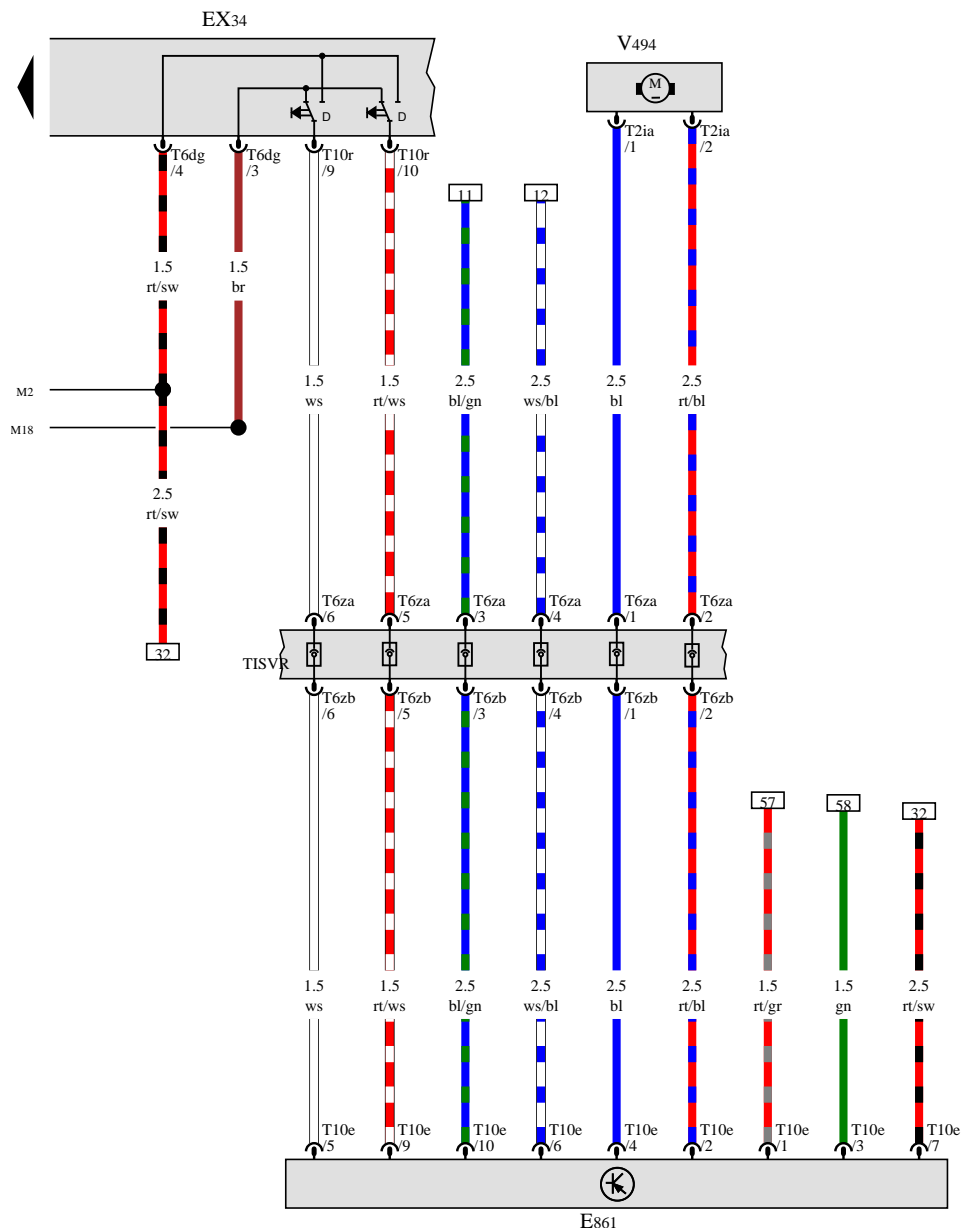 EX34
V494
M
D
D
T6dg
/4
T6dg
/3
T10r
/9
T10r
/10
T2ia
/1
T2ia
/2
11
12
1.5
rt/sw
1.5
br
1.5
ws
1.5
rt/ws
2.5
bl/gn
2.5
ws/bl
2.5
bl
2.5
rt/bl
M2
M18
2.5
rt/sw
32
T6za
/6
T6za
/5
T6za
/3
T6za
/4
T6za
/1
T6za
/2
TISVR
T6zb
/6
T6zb
/5
T6zb
/3
T6zb
/4
T6zb
/1
T6zb
/2
57
58
32
1.5
ws
1.5
rt/ws
2.5
bl/gn
2.5
ws/bl
2.5
bl
2.5
rt/bl
1.5
rt/gr
1.5
gn
2.5
rt/sw
T10e
/5
T10e
/9
T10e
/10
T10e
/6
T10e
/4
T10e
/2
T10e
/1
T10e
/3
T10e
/7
E861